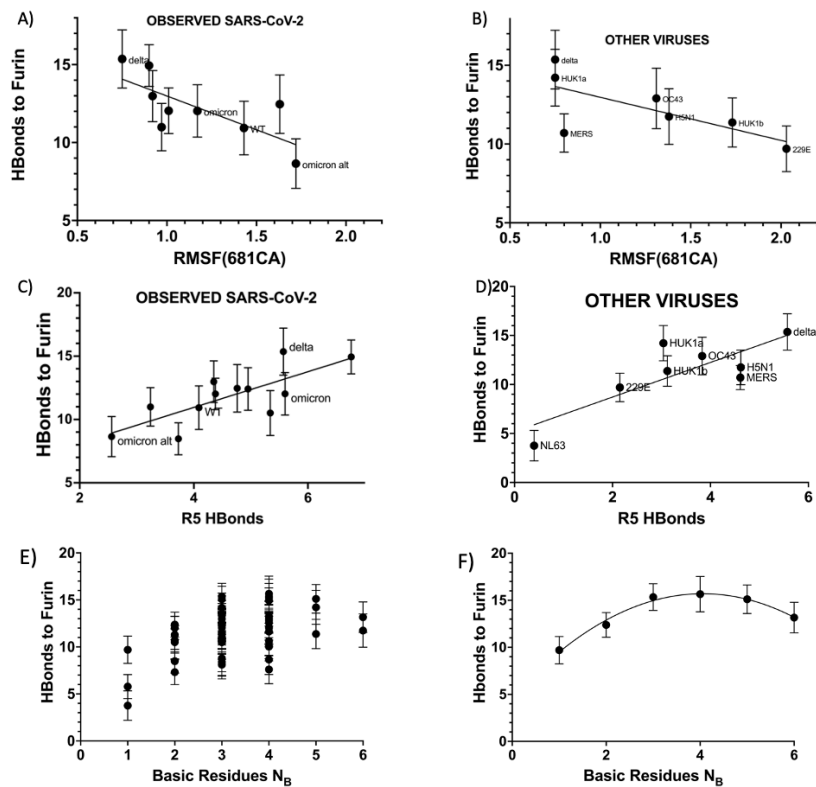 A)
OBSERVED SARS-CoV-2
HBonds to Furin
15
10
5
delta
omicron
WT
omicron alt
0.5
1.0
1.5
2.0
RMSF(681CA)
B)
OTHER VIRUSES
HBonds to Furin
15
10
5
delta
HUK1a
OC43
H5N1
HUK1b
MERS
229E
0.5
1.0
1.5
2.0
RMSF(681CA)
C)
OBSERVED SARS-CoV-2
HBonds to Furin
20
15
10
5
delta
omicron
WT
omicron alt
2
4
6
R5 HBonds
D)
OTHER VIRUSES
HBonds to Furin
20
15
10
5
0
delta
HUK1a
OC43
HUK1b
H5N1
MERS
229E
NL63
0
2
4
6
R5 HBonds
E)
HBonds to Furin
20
15
10
5
0
0
1
2
3
4
5
6
Basic Residues NB
F)
Hbonds to Furin
20
15
10
5
0
0
2
4
6
Basic Residues NB